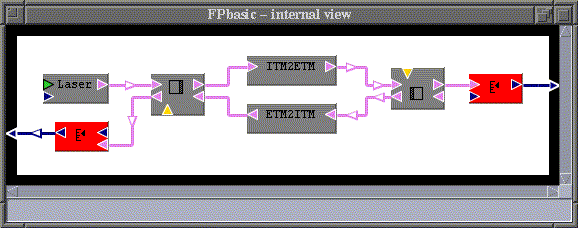 FPbasic – internal view
ITM2ETM
Laser
ETM2ITM